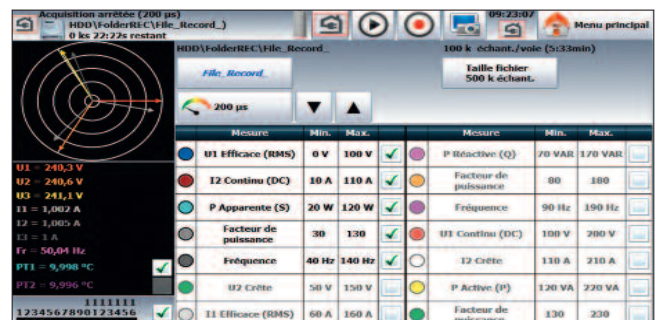 Acquisition arrêtée (200 µs)
HDD\FolderREC\File_Record_)
0 ks 22:22s restant
09:23:07
Menu principal
HDD\FolderREC\File_Record_
100 k échant./voie (5:33min)
File_Record_
Taille fichier
500 k échant.
200 µs
U1 = 240,3 V
U2 = 240,6 V
U3 = 241,1 V
I1 = 1,002 A
I2 = 1,005 A
I3 = 1 A
Fr = 50,04 Hz
PT1 = 9,998 °C
PT2 = 9,996 °C
1111111
1234567890123456
Mesure Min. Max. Mesure Min. Max.
U1 Efficace (RMS) 0 V 100 V P Réactive (Q) 70 VAR 170 VAR
I2 Continu (DC) 10 A 110 A Facteur de puissance 80 180
P Apparente (S) 20 W 120 W Fréquence 90 Hz 190 Hz
Facteur de puissance 30 130 U1 Continu (DC) 100 V 200 V
Fréquence 40 Hz 140 Hz I2 Crête 110 A 210 A
U2 Crête 50 V 150 V P Active (P) 120 VA 220 VA
I1 Efficace (RMS) 60 A 160 A Facteur de puissance 130 230